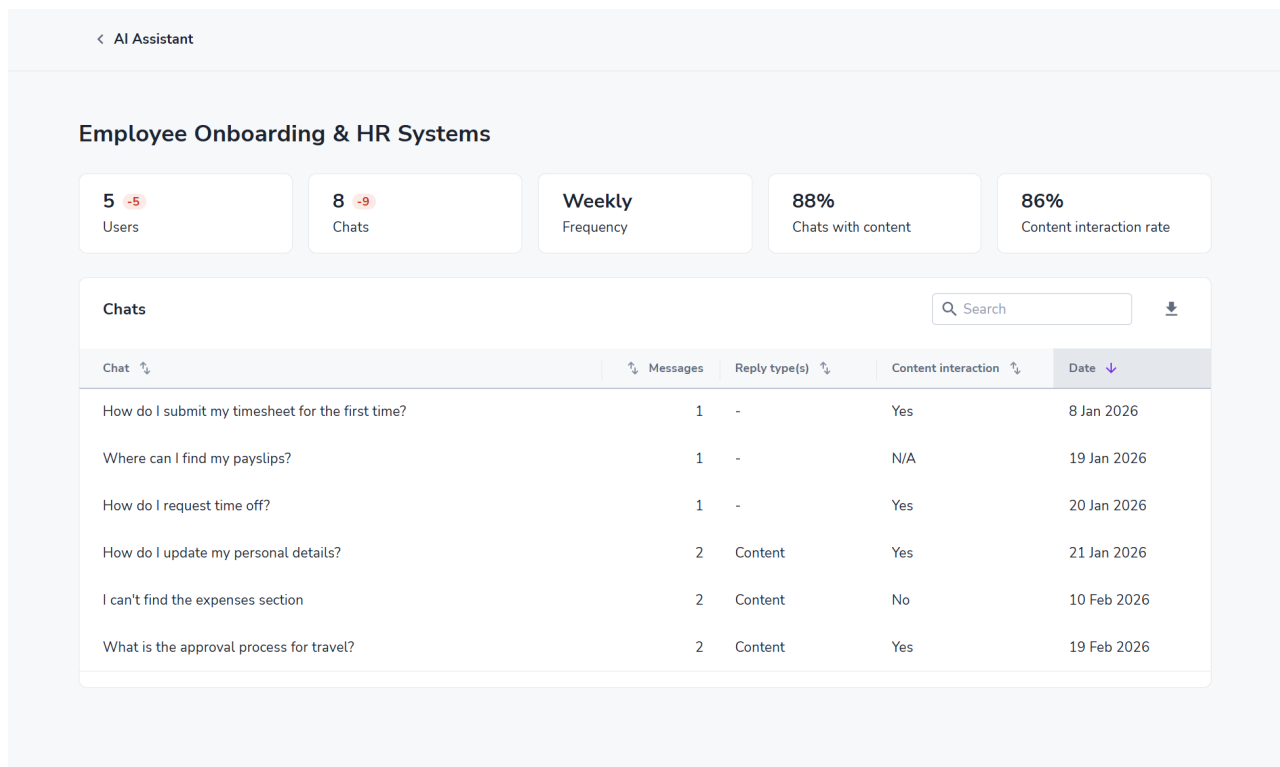 AI Assistant
Employee Onboarding & HR Systems
5 -5
Users
8 -9
Chats
Weekly
Frequency
88%
Chats with content
86%
Content interaction rate
Chats
Search
Chat Messages Reply type(s) Content interaction Date
How do I submit my timesheet for the first time? 1 - Yes 8 Jan 2026
Where can I find my payslips? 1 - N/A 19 Jan 2026
How do I request time off? 1 - Yes 20 Jan 2026
How do I update my personal details? 2 Content Yes 21 Jan 2026
I can't find the expenses section 2 Content No 10 Feb 2026
What is the approval process for travel? 2 Content Yes 19 Feb 2026